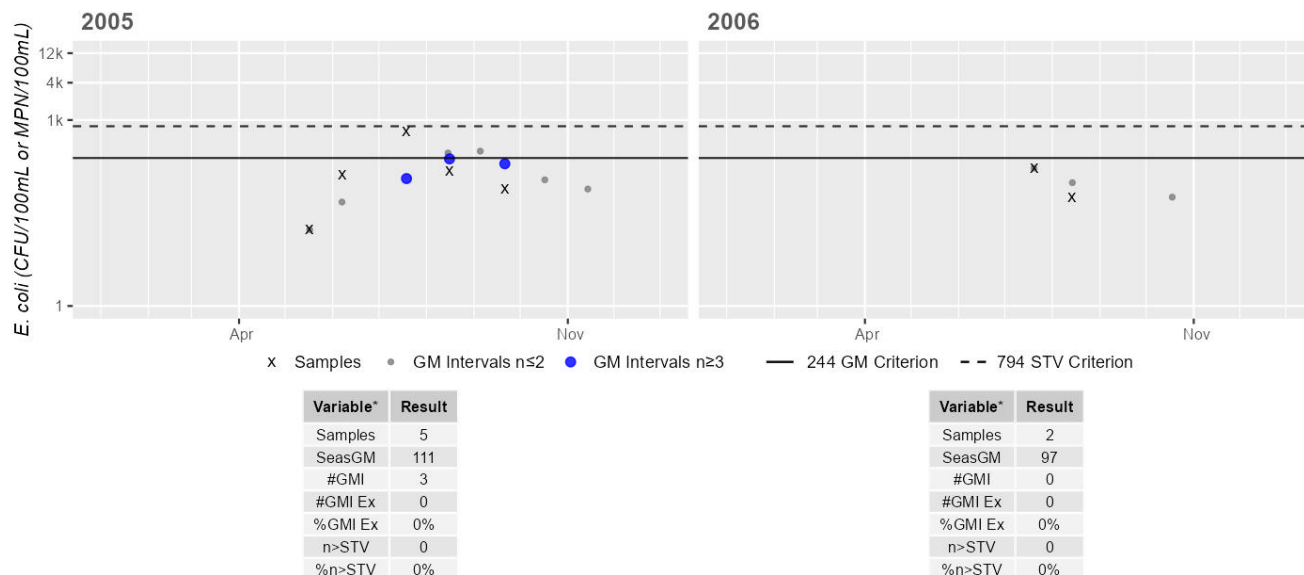 2005
2006
E. coli (CFU/100mL or MPN/100mL)
12k
4k
1k
1
Apr
Nov
Apr
Nov
x Samples GM Intervals n≤2 GM Intervals n≥3 244 GM Criterion 794 STV Criterion
Variable* Result
Samples 5
SeasGM 111
#GMI 3
#GMI Ex 0
%GMI Ex 0%
n>STV 0
%n>STV 0%
Variable* Result
Samples 2
SeasGM 97
#GMI 0
#GMI Ex 0
%GMI Ex 0%
n>STV 0
%n>STV 0%